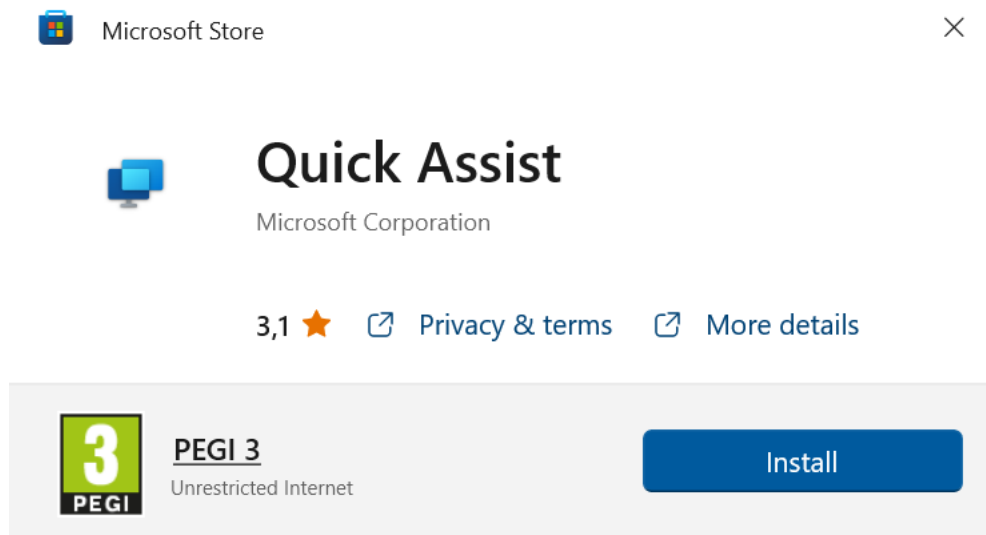 Microsoft Store
Quick Assist
Microsoft Corporation
3,1 Privacy & terms More details
3
PEGI
PEGI 3
Unrestricted Internet
Install